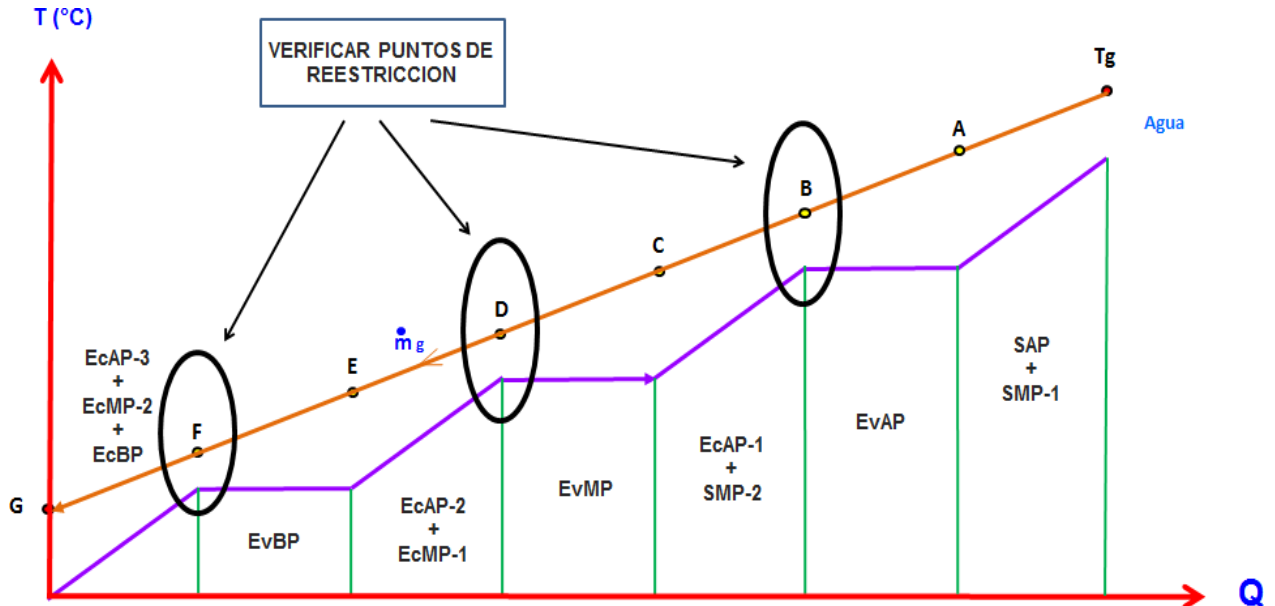 T (°C)
VERIFICAR PUNTOS DE
REESTRICCION
Tg
Agua
A
B
C
D
ṁ g
E
F
G
EcAP-3
+
EcMP-2
+
EcBP
EvBP
EcAP-2
+
EcMP-1
EvMP
EcAP-1
+
SMP-2
EvAP
SAP
+
SMP-1
Q